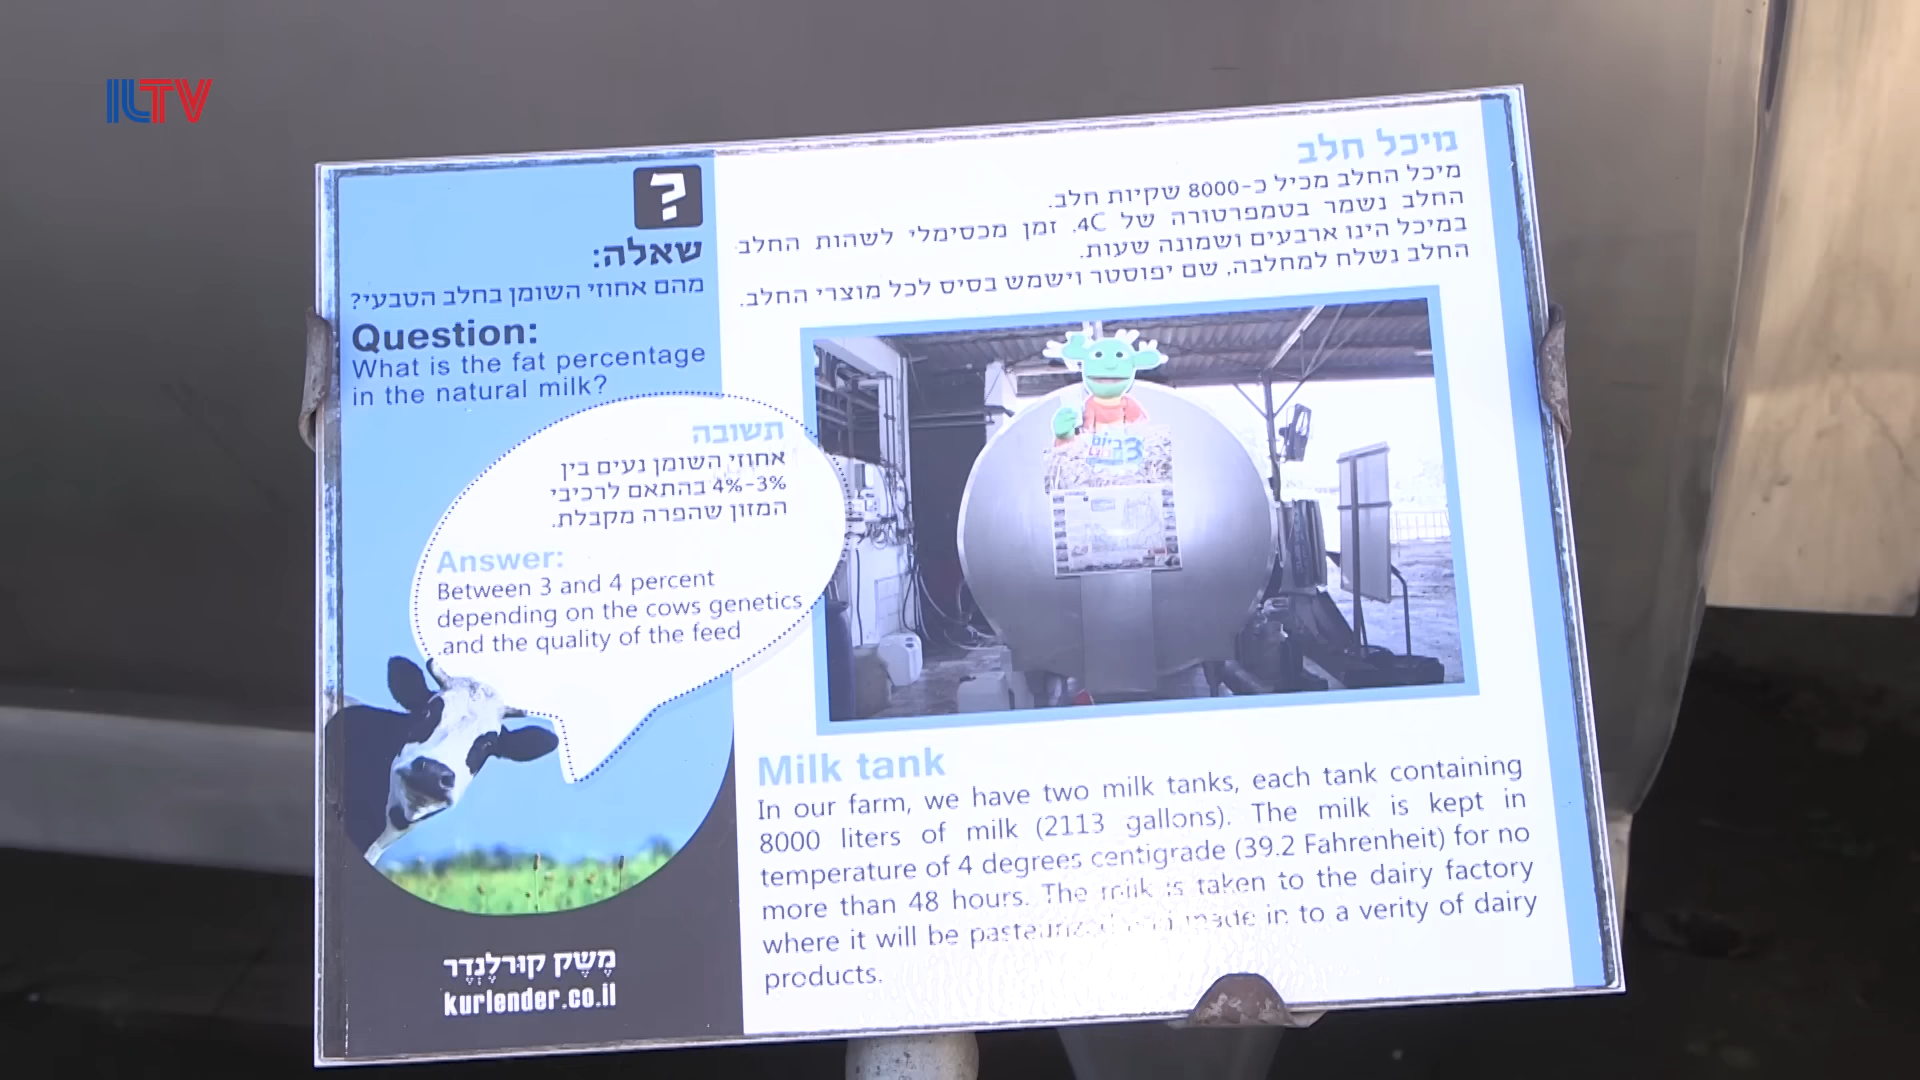 ILTV
?
שאלה:
מהם אחוזי השומן בחלב הטבעי?
Question:
What is the fat percentage
in the natural milk?
תשובה
אחוזי השומן נעים בין
3%-4% בהתאם לרכיבי
המזון שהפרה מקבלת.
Answer:
Between 3 and 4 percent
depending on the cows genetics
.and the quality of the feed
מֶשֶק קוּרלֶנְדֶר
kurlender.co.il
מיכל חלב
מיכל החלב מכיל כ-8000 שקיות חלב.
החלב נשמר בטמפרטורה של 4C. זמן מכסימלי לשהות החלב
במיכל הינו ארבעים ושמונה שעות.
החלב נשלח למחלבה, שם יפוסטר וישמש בסיס לכל מוצרי החלב.
Milk tank
In our farm, we have two milk tanks, each tank containing
8000 liters of milk (2113 gallons). The milk is kept in
temperature of 4 degrees centigrade (39.2 Fahrenheit) for no
more than 48 hours. The milk is taken to the dairy factory
where it will be pasteurized and made in to a verity of dairy
products.